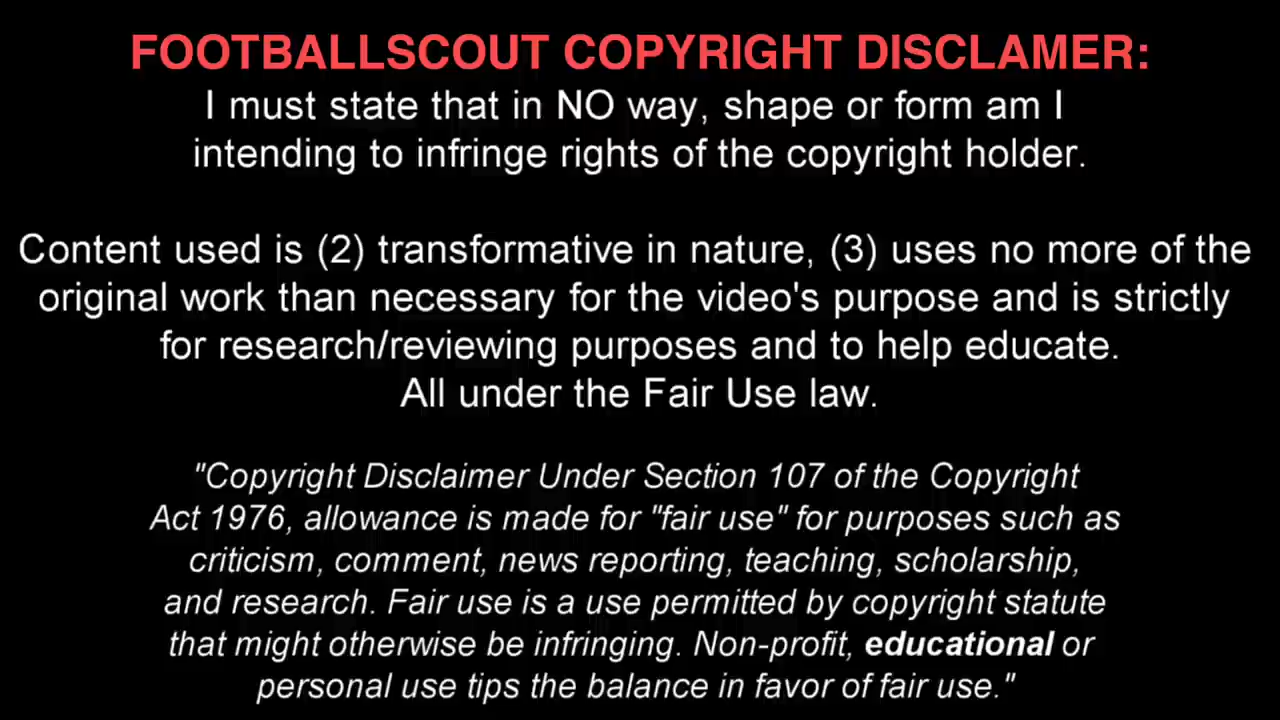 FOOTBALLSCOUT COPYRIGHT DISCLAMER:
I must state that in NO way, shape or form am I
intending to infringe rights of the copyright holder.
Content used is (2) transformative in nature, (3) uses no more of the
original work than necessary for the video's purpose and is strictly
for research/reviewing purposes and to help educate.
All under the Fair Use law.
"Copyright Disclaimer Under Section 107 of the Copyright
Act 1976, allowance is made for "fair use" for purposes such as
criticism, comment, news reporting, teaching, scholarship,
and research. Fair use is a use permitted by copyright statute
that might otherwise be infringing. Non-profit, educational or
personal use tips the balance in favor of fair use."